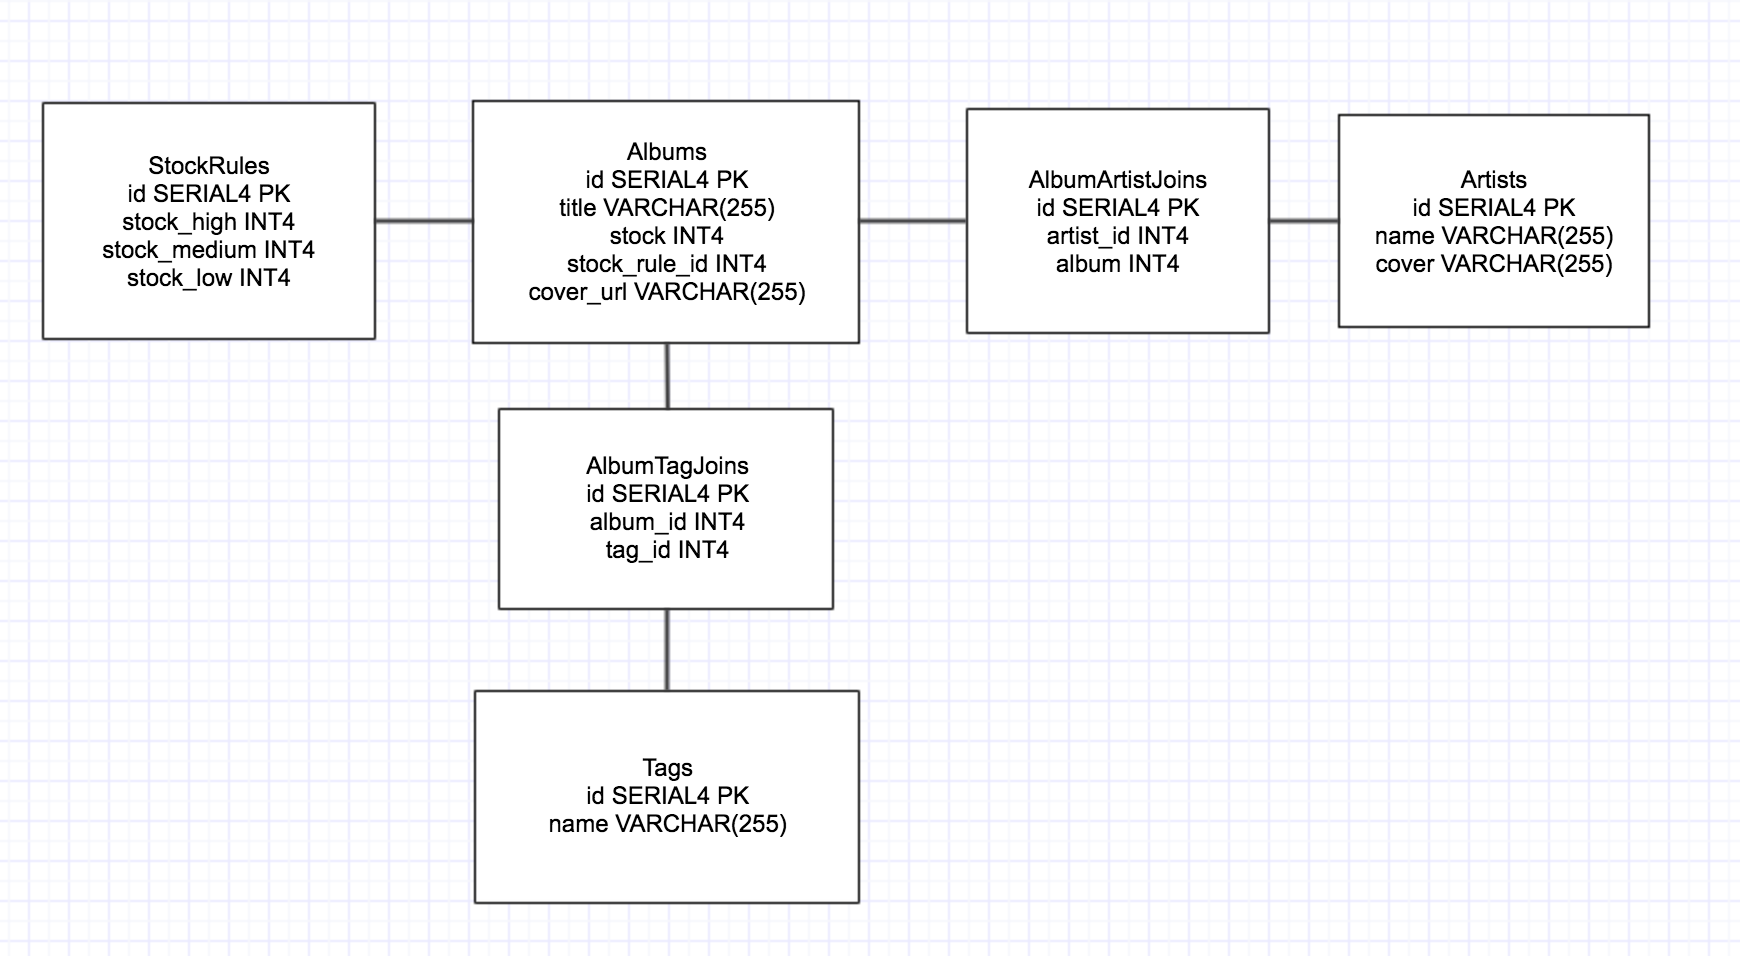 StockRules
id SERIAL4 PK
stock_high INT4
stock_medium INT4
stock_low INT4
Albums
id SERIAL4 PK
title VARCHAR(255)
stock INT4
stock_rule_id INT4
cover_url VARCHAR(255)
AlbumArtistJoins
id SERIAL4 PK
artist_id INT4
album INT4
Artists
id SERIAL4 PK
name VARCHAR(255)
cover VARCHAR(255)
AlbumTagJoins
id SERIAL4 PK
album_id INT4
tag_id INT4
Tags
id SERIAL4 PK
name VARCHAR(255)